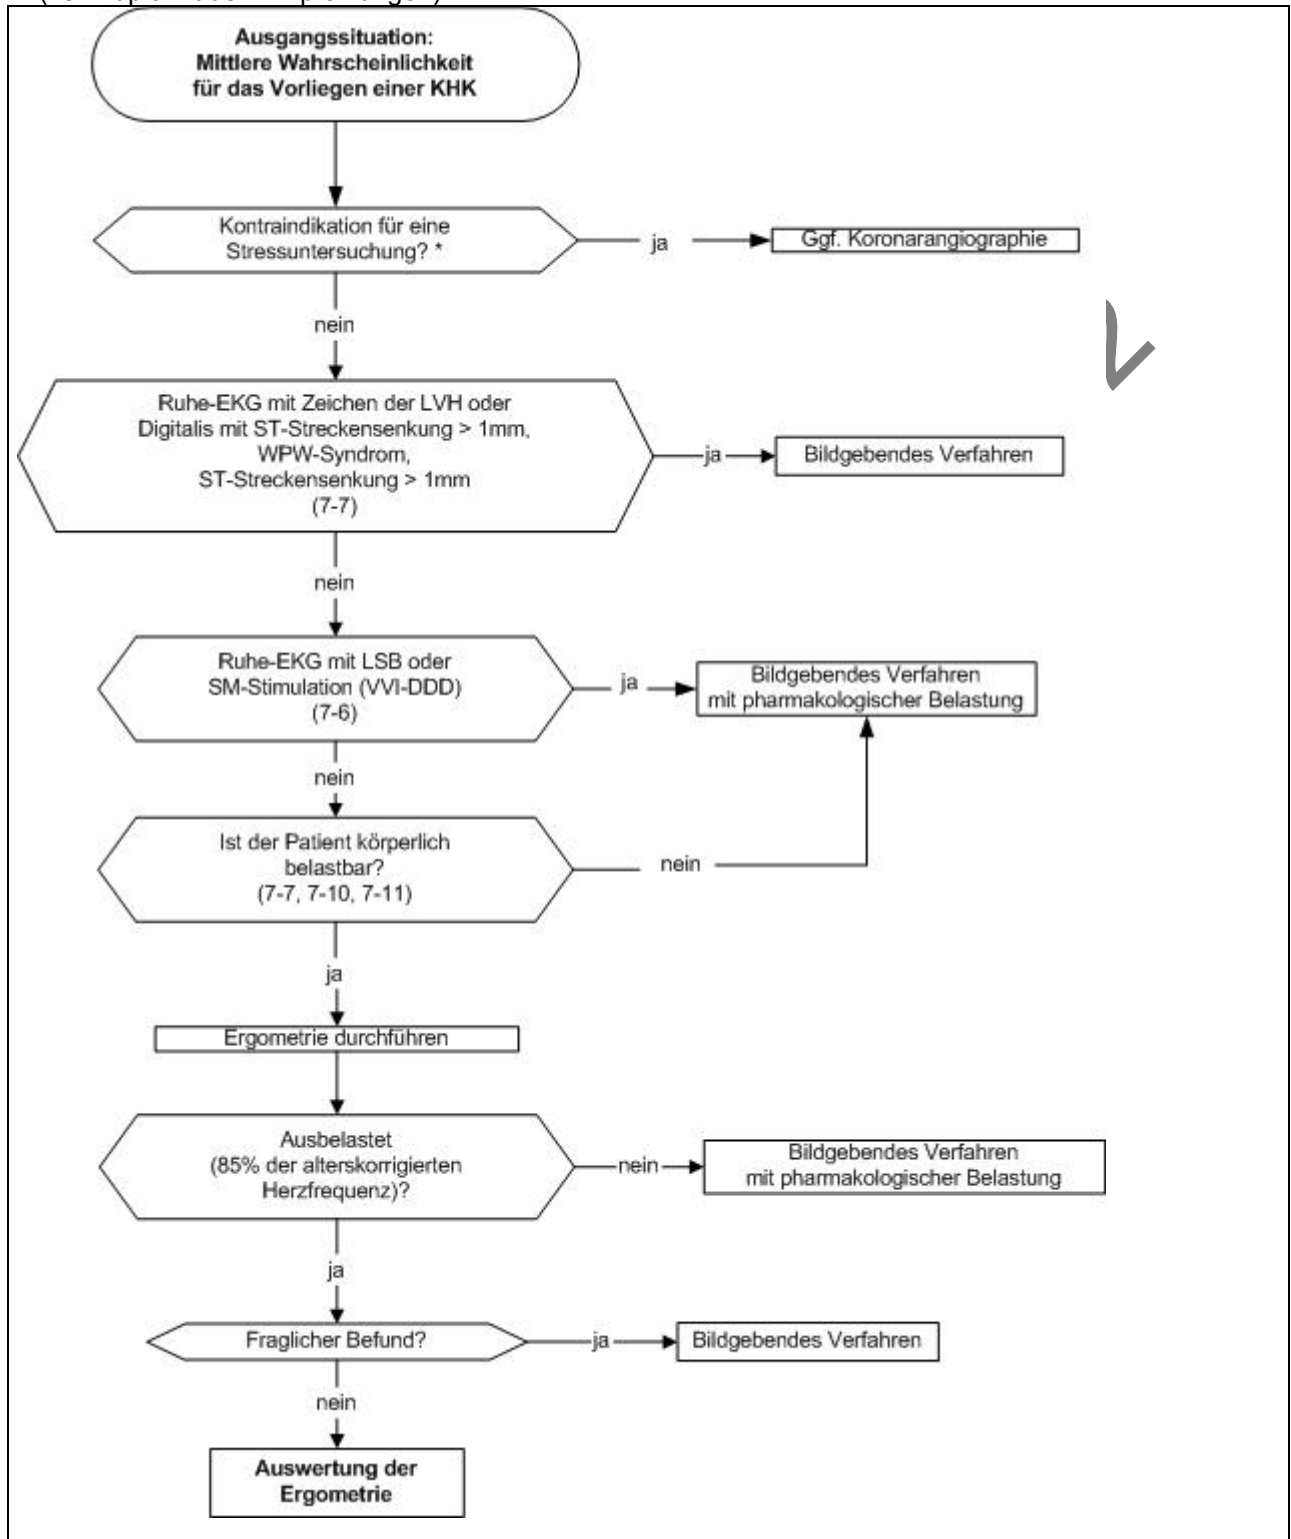 Ausgangssituation:
Mittlere Wahrscheinlichkeit
für das Vorliegen einer KHK
Kontraindikation für eine
Stressuntersuchung? *
ja
Ggf. Koronarangiographie
nein
Ruhe-EKG mit Zeichen der LVH oder
Digitalis mit ST-Streckensenkung > 1mm,
WPW-Syndrom,
ST-Streckensenkung > 1mm
(7-7)
ja
Bildgebendes Verfahren
nein
Ruhe-EKG mit LSB oder
SM-Stimulation (VVI-DDD)
(7-6)
ja
Bildgebendes Verfahren
mit pharmakologischer Belastung
nein
Ist der Patient körperlich
belastbar?
(7-7, 7-10, 7-11)
nein
ja
Ergometrie durchführen
Ausbelastet
(85% der alterskorrigierten
Herzfrequenz)?
nein
Bildgebendes Verfahren
mit pharmakologischer Belastung
ja
Fraglicher Befund?
ja
Bildgebendes Verfahren
nein
Auswertung der
Ergometrie